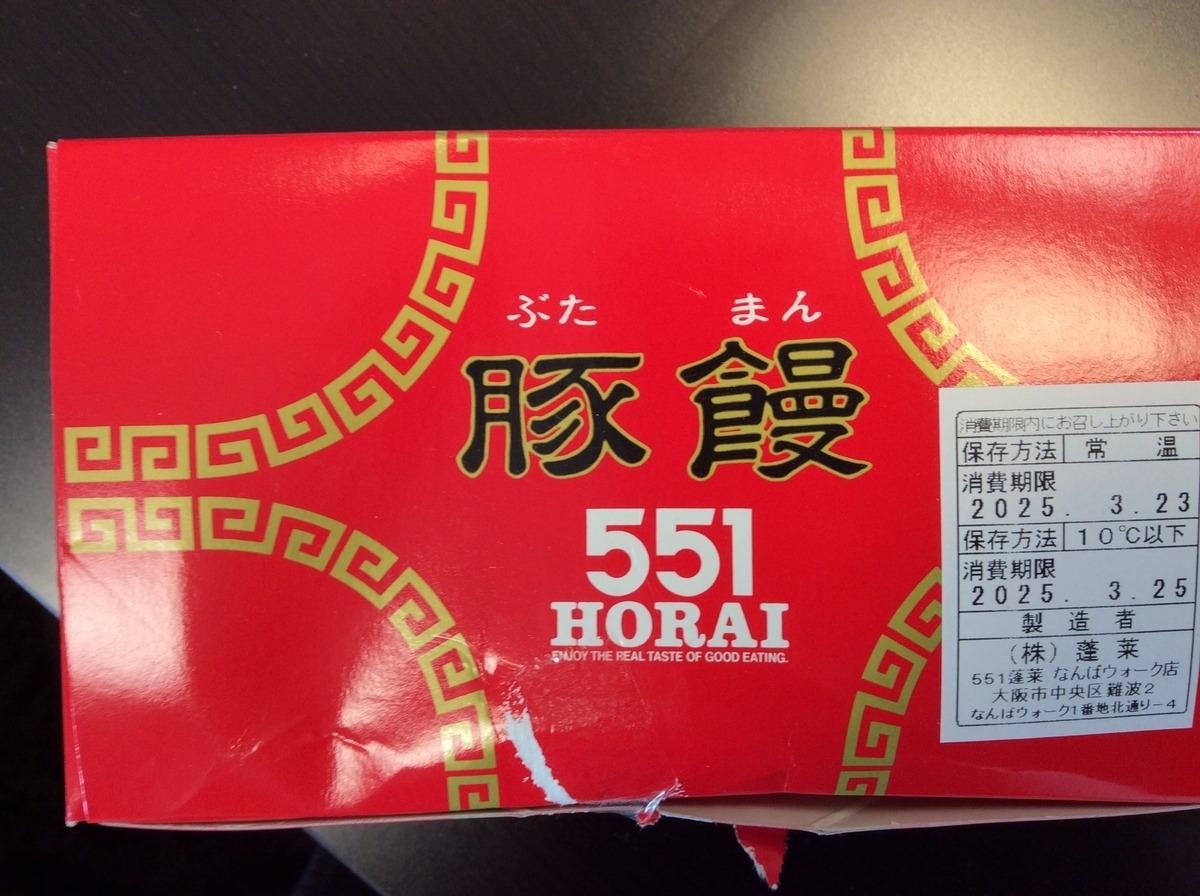 ぶた まん
豚饅
551
HORAI
ENJOY THE REAL TASTE OF GOOD EATING.
消費期限内にお召し上がり下さい
保存方法 常 温
消費期限
2025. 3. 23
保存方法 10℃以下
消費期限
2025. 3. 25
製 造 者
(株) 蓬 莱
551蓬莱 なんばウォーク店
大阪市中央区難波2
なんばウォーク1番地北通り-4